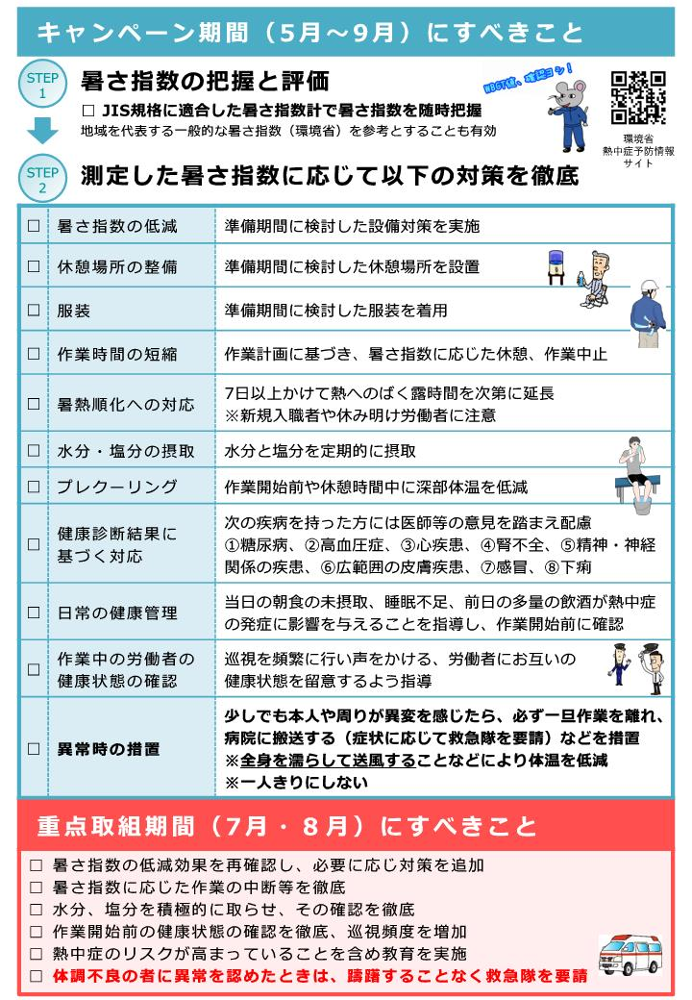 キャンペーン期間（5月～9月）にすべきこと
STEP
1
暑さ指数の把握と評価
□ JIS規格に適合した暑さ指数計で暑さ指数を随時把握
地域を代表する一般的な暑さ指数（環境省）を参考とすることも有効
WBGT値、確認ヨシ！
環境省
熱中症予防情報
サイト
STEP
2
測定した暑さ指数に応じて以下の対策を徹底
□ 暑さ指数の低減 準備期間に検討した設備対策を実施
□ 休憩場所の整備 準備期間に検討した休憩場所を設置
□ 服装 準備期間に検討した服装を着用
□ 作業時間の短縮 作業計画に基づき、暑さ指数に応じた休憩、作業中止
□ 暑熱順化への対応 7日以上かけて熱へのばく露時間を次第に延長
※新規入職者や休み明け労働者に注意
□ 水分・塩分の摂取 水分と塩分を定期的に摂取
□ プレクーリング 作業開始前や休憩時間中に深部体温を低減
□ 健康診断結果に
基づく対応
次の疾病を持った方には医師等の意見を踏まえ配慮
①糖尿病、②高血圧症、③心疾患、④腎不全、⑤精神・神経
関係の疾患、⑥広範囲の皮膚疾患、⑦感冒、⑧下痢
□ 日常の健康管理 当日の朝食の未摂取、睡眠不足、前日の多量の飲酒が熱中症
の発症に影響を与えることを指導し、作業開始前に確認
□ 作業中の労働者の
健康状態の確認
巡視を頻繁に行い声をかける、労働者にお互いの
健康状態を留意するよう指導
□ 異常時の措置
少しでも本人や周りが異変を感じたら、必ず一旦作業を離れ、
病院に搬送する（症状に応じて救急隊を要請）などを措置
※全身を濡らして送風することなどにより体温を低減
※一人きりにしない
重点取組期間（7月・８月）にすべきこと
□ 暑さ指数の低減効果を再確認し、必要に応じ対策を追加
□ 暑さ指数に応じた作業の中断等を徹底
□ 水分、塩分を積極的に取らせ、その確認を徹底
□ 作業開始前の健康状態の確認を徹底、巡視頻度を増加
□ 熱中症のリスクが高まっていることを含め教育を実施
□ 体調不良の者に異常を認めたときは、躊躇することなく救急隊を要請